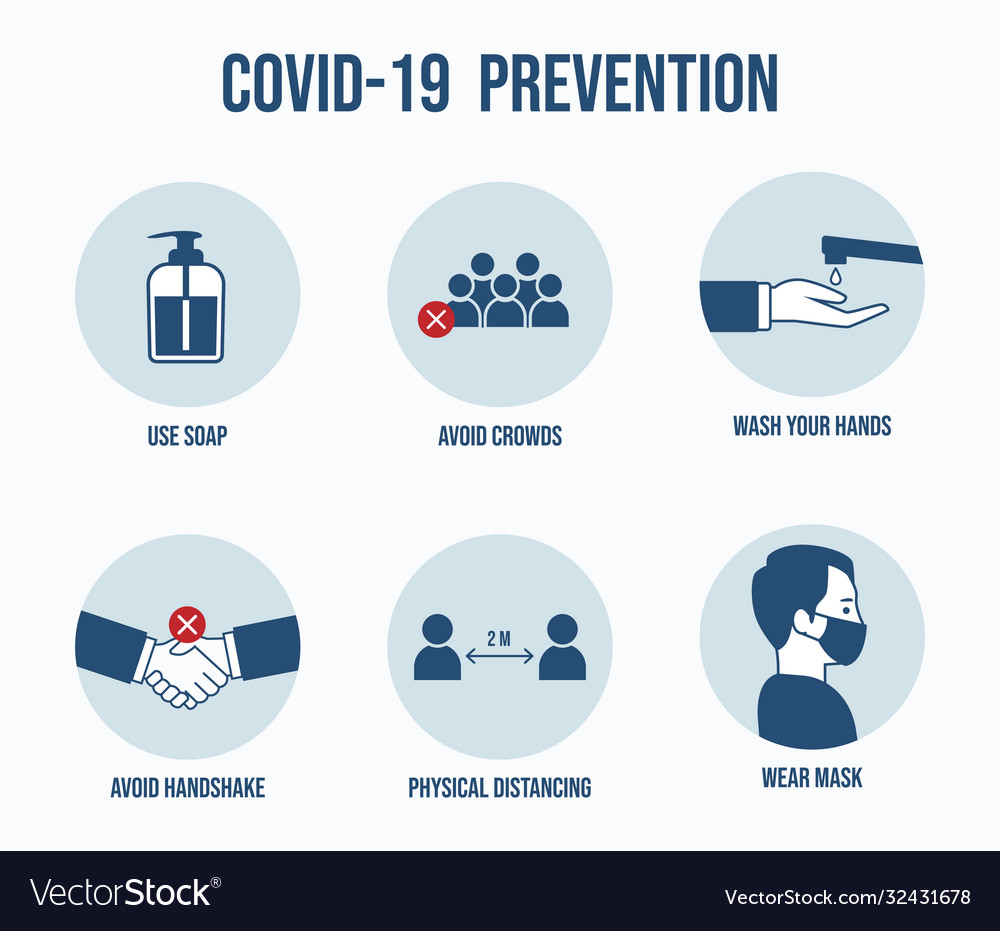 COVID-19 PREVENTION
USE SOAP
AVOID CROWDS
WASH YOUR HANDS
2 M
AVOID HANDSHAKE
PHYSICAL DISTANCING
WEAR MASK
VectorStock®
VectorStock.com/32431678